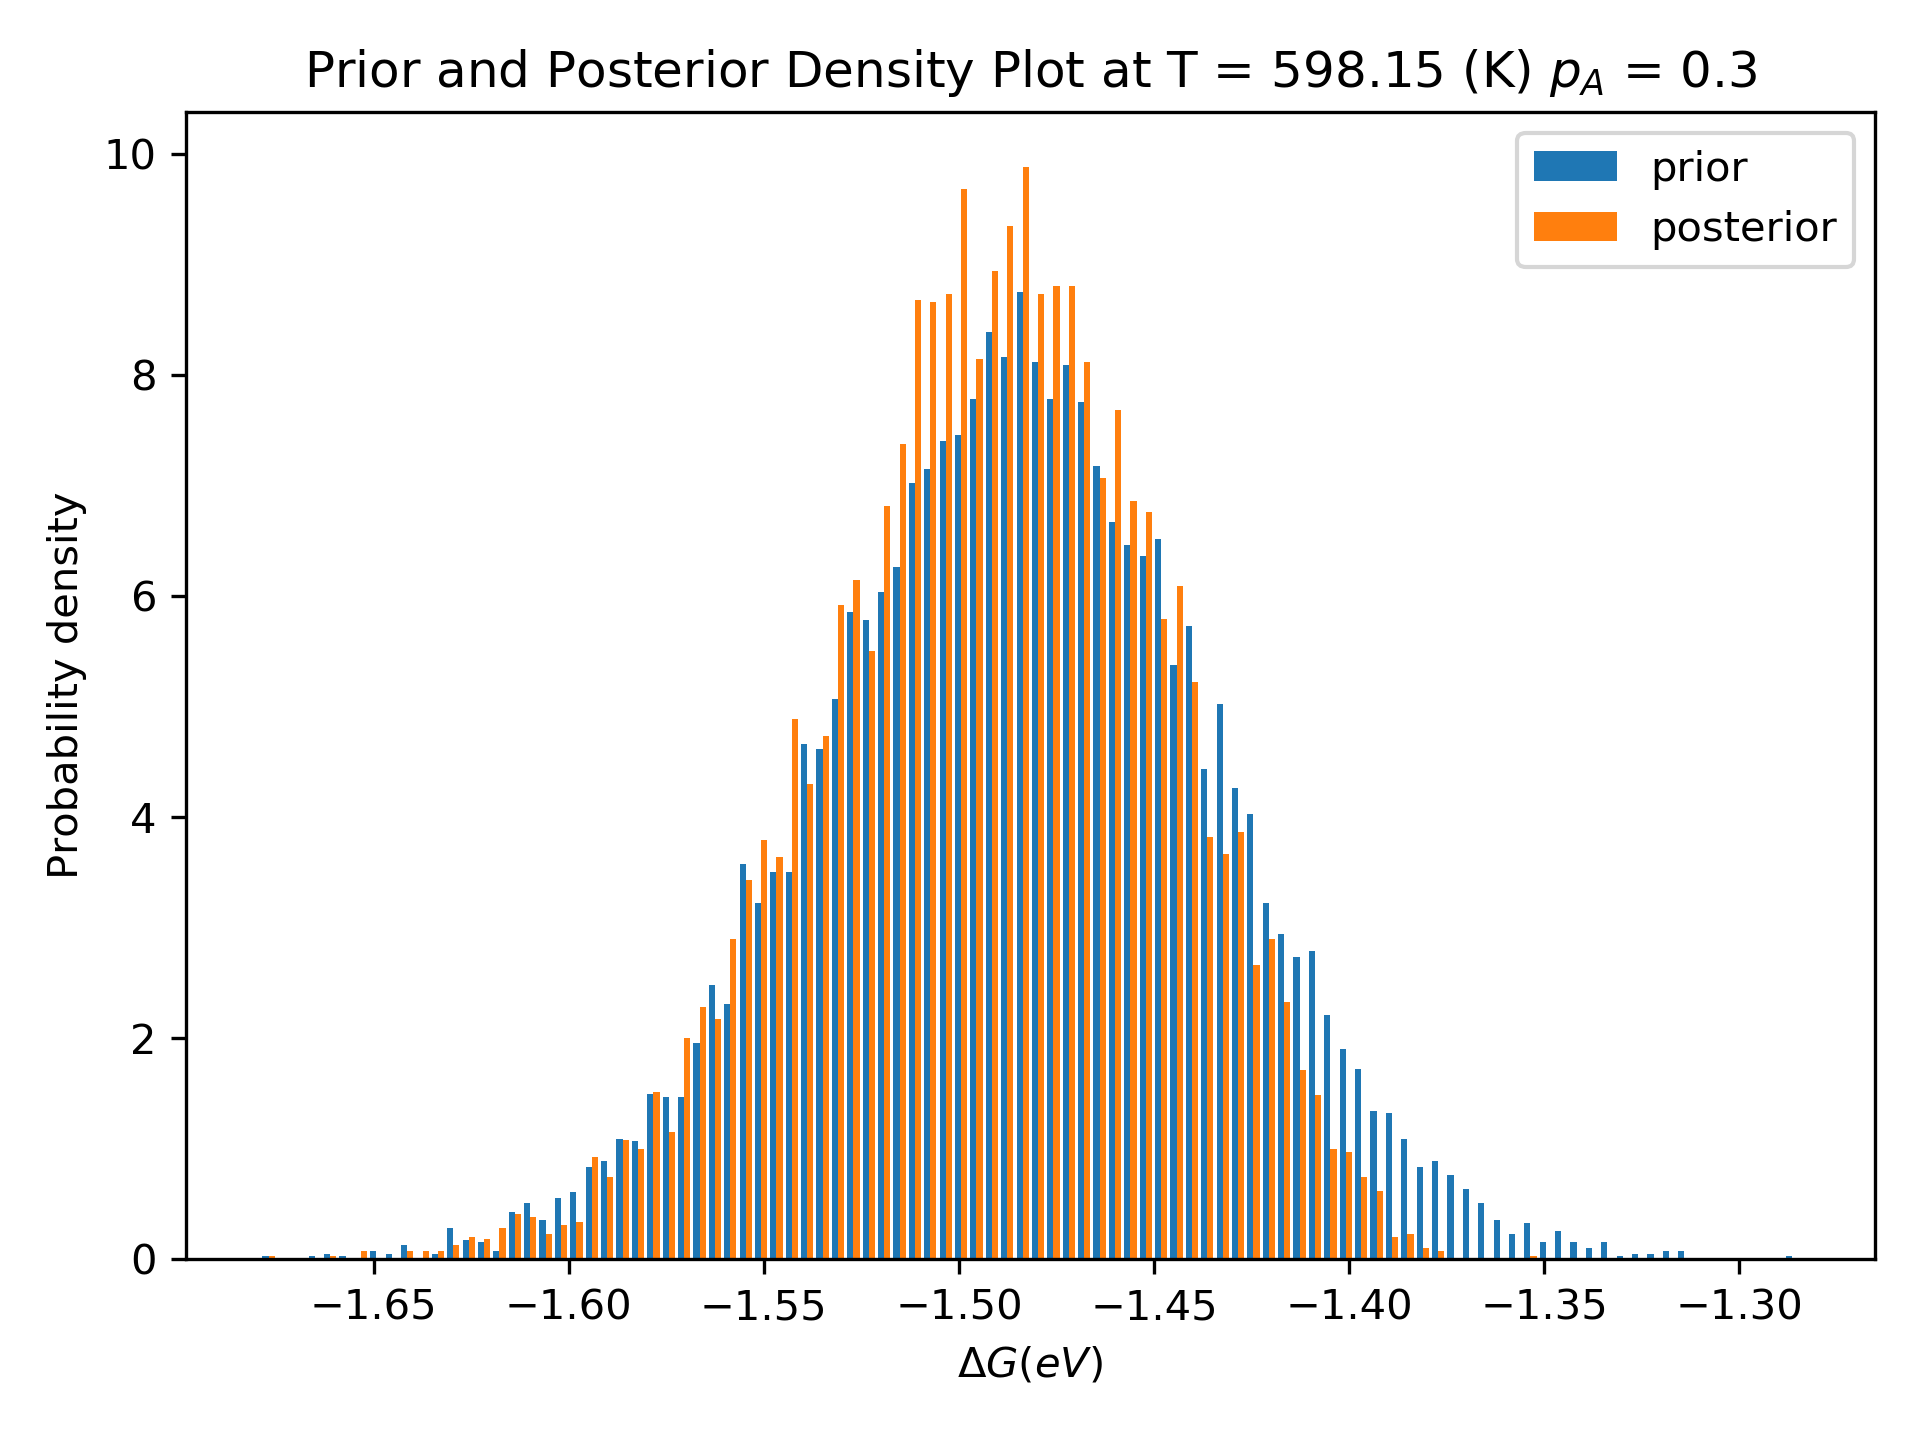 Prior and Posterior Density Plot at T = 598.15 (K) p_A = 0.3
prior
posterior
Probability density
10
8
6
4
2
0
−1.65 −1.60 −1.55 −1.50 −1.45 −1.40 −1.35 −1.30
ΔG(eV)